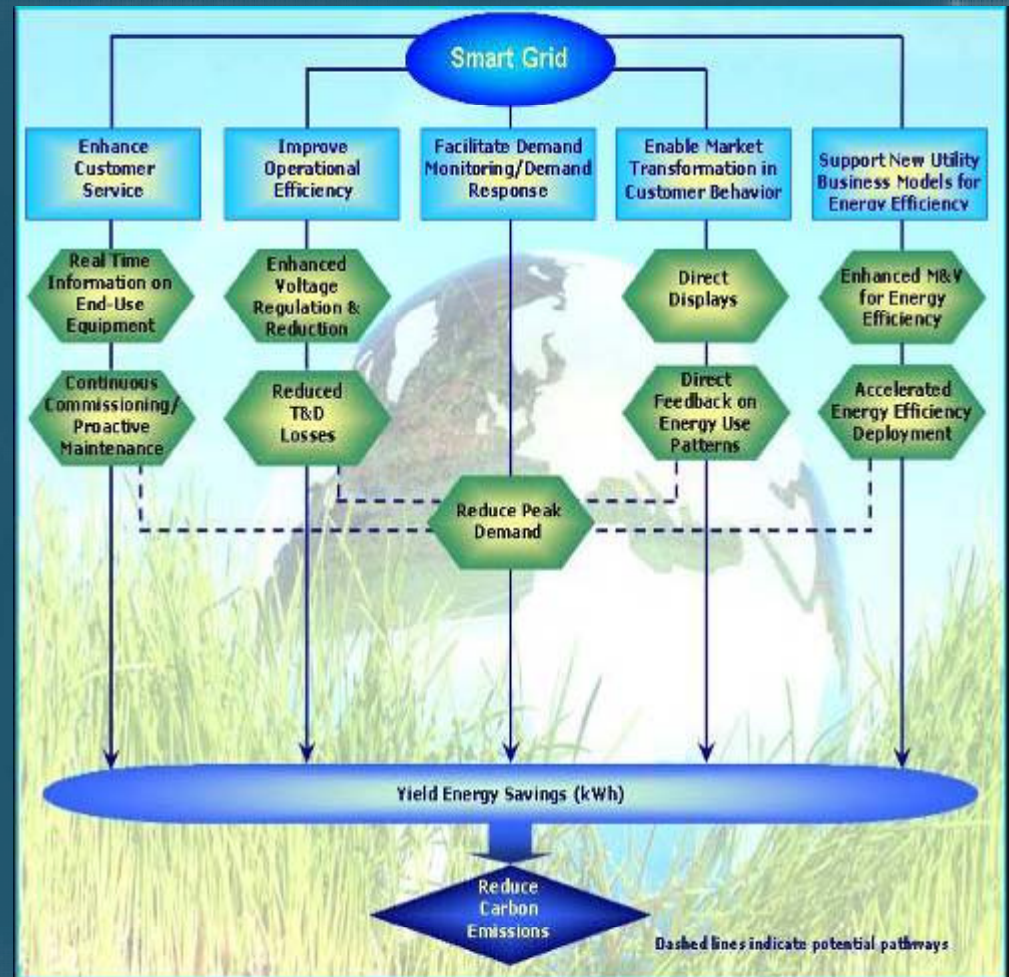 Smart Grid
Enhance
Customer
Service
Improve
Operational
Efficiency
Facilitate Demand
Monitoring/Demand
Response
Enable Market
Transformation in
Customer Behavior
Support New Utility
Business Models for
Energy Efficiency
Real Time
Information on
End-Use
Equipment
Enhanced
Voltage
Regulation &
Reduction
Direct
Displays
Enhanced M&V
for Energy
Efficiency
Continuous
Commissioning/
Proactive
Maintenance
Reduced
T&D
Losses
Direct
Feedback on
Energy Use
Patterns
Accelerated
Energy Efficiency
Deployment
Reduce Peak
Demand
Yield Energy Savings (kWh)
Reduce
Carbon
Emissions
Dashed lines indicate potential pathways